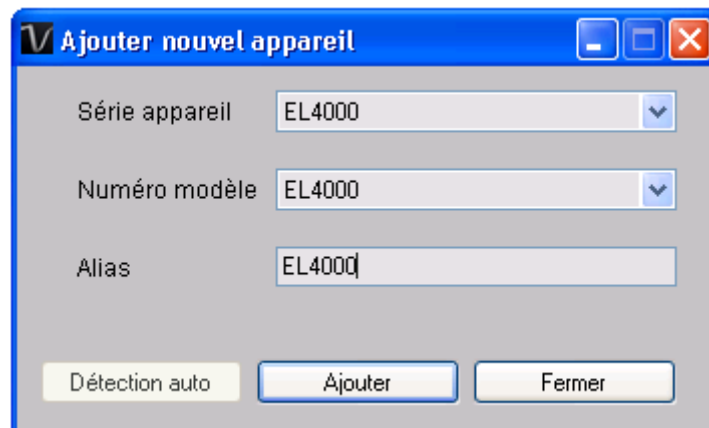 Ajouter nouvel appareil
Série appareil EL4000
Numéro modèle EL4000
Alias EL4000
Détection auto Ajouter Fermer